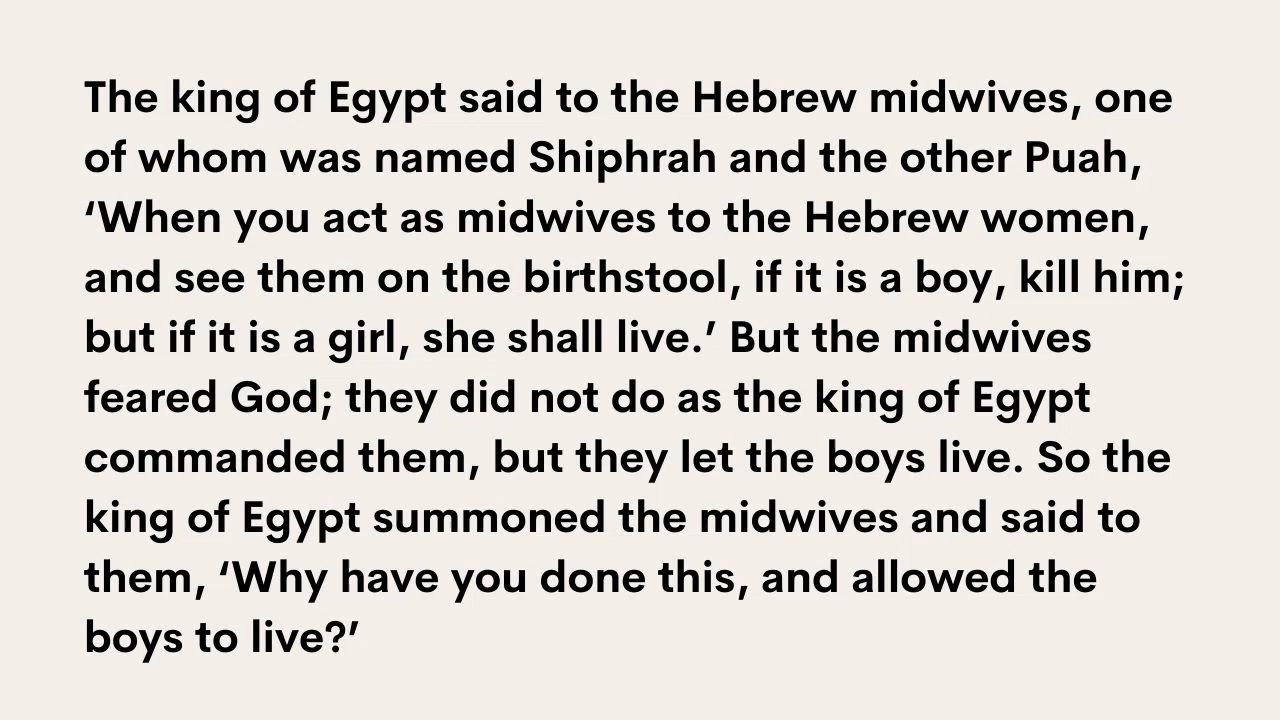 The king of Egypt said to the Hebrew midwives, one
of whom was named Shiphrah and the other Puah,
‘When you act as midwives to the Hebrew women,
and see them on the birthstool, if it is a boy, kill him;
but if it is a girl, she shall live.’ But the midwives
feared God; they did not do as the king of Egypt
commanded them, but they let the boys live. So the
king of Egypt summoned the midwives and said to
them, ‘Why have you done this, and allowed the
boys to live?’